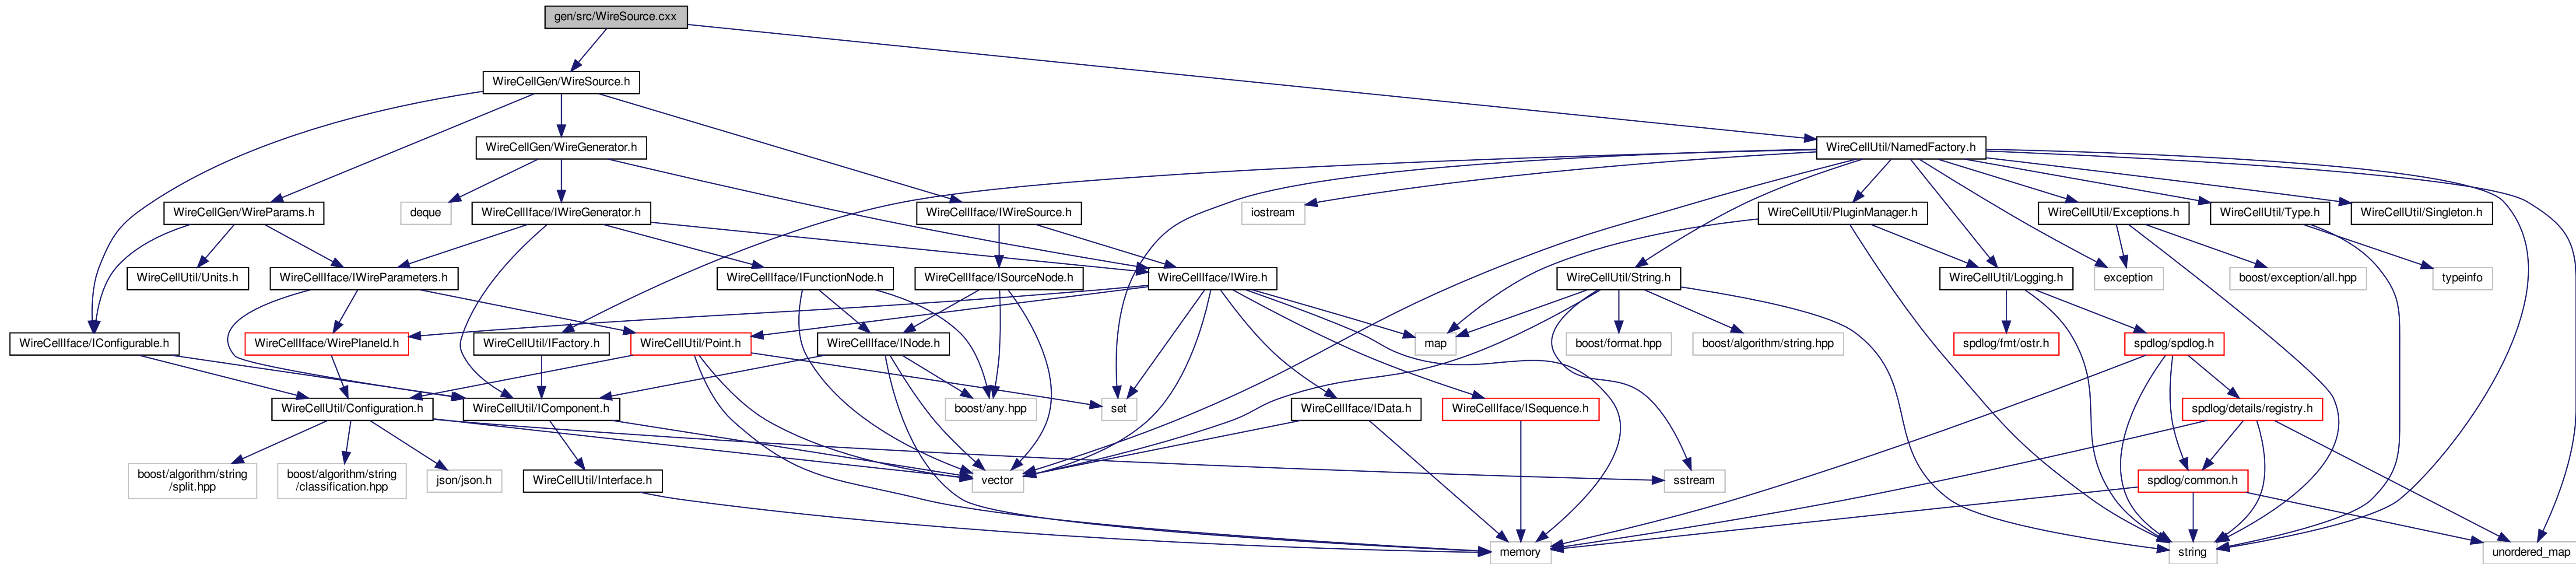 gen/src/WireSource.cxx
WireCellGen/WireSource.h
WireCellGen/WireGenerator.h
WireCellUtil/NamedFactory.h
WireCellGen/WireParams.h
deque
WireCellIface/IWireGenerator.h
WireCellIface/IWireSource.h
iostream
WireCellUtil/PluginManager.h
WireCellUtil/Exceptions.h
WireCellUtil/Type.h
WireCellUtil/Singleton.h
WireCellUtil/Units.h
WireCellIface/IWireParameters.h
WireCellIface/IFunctionNode.h
WireCellIface/ISourceNode.h
WireCellIface/IWire.h
WireCellUtil/String.h
WireCellUtil/Logging.h
exception
boost/exception/all.hpp
typeinfo
WireCellIface/IConfigurable.h
WireCellIface/WirePlaneId.h
WireCellUtil/IFactory.h
WireCellUtil/Point.h
WireCellIface/INode.h
map
boost/format.hpp
boost/algorithm/string.hpp
spdlog/fmt/ostr.h
spdlog/spdlog.h
WireCellUtil/Configuration.h
WireCellUtil/IComponent.h
boost/any.hpp
set
WireCellIface/IData.h
WireCellIface/ISequence.h
spdlog/details/registry.h
boost/algorithm/string
/split.hpp
boost/algorithm/string
/classification.hpp
json/json.h
WireCellUtil/Interface.h
vector
sstream
spdlog/common.h
memory
string
unordered_map